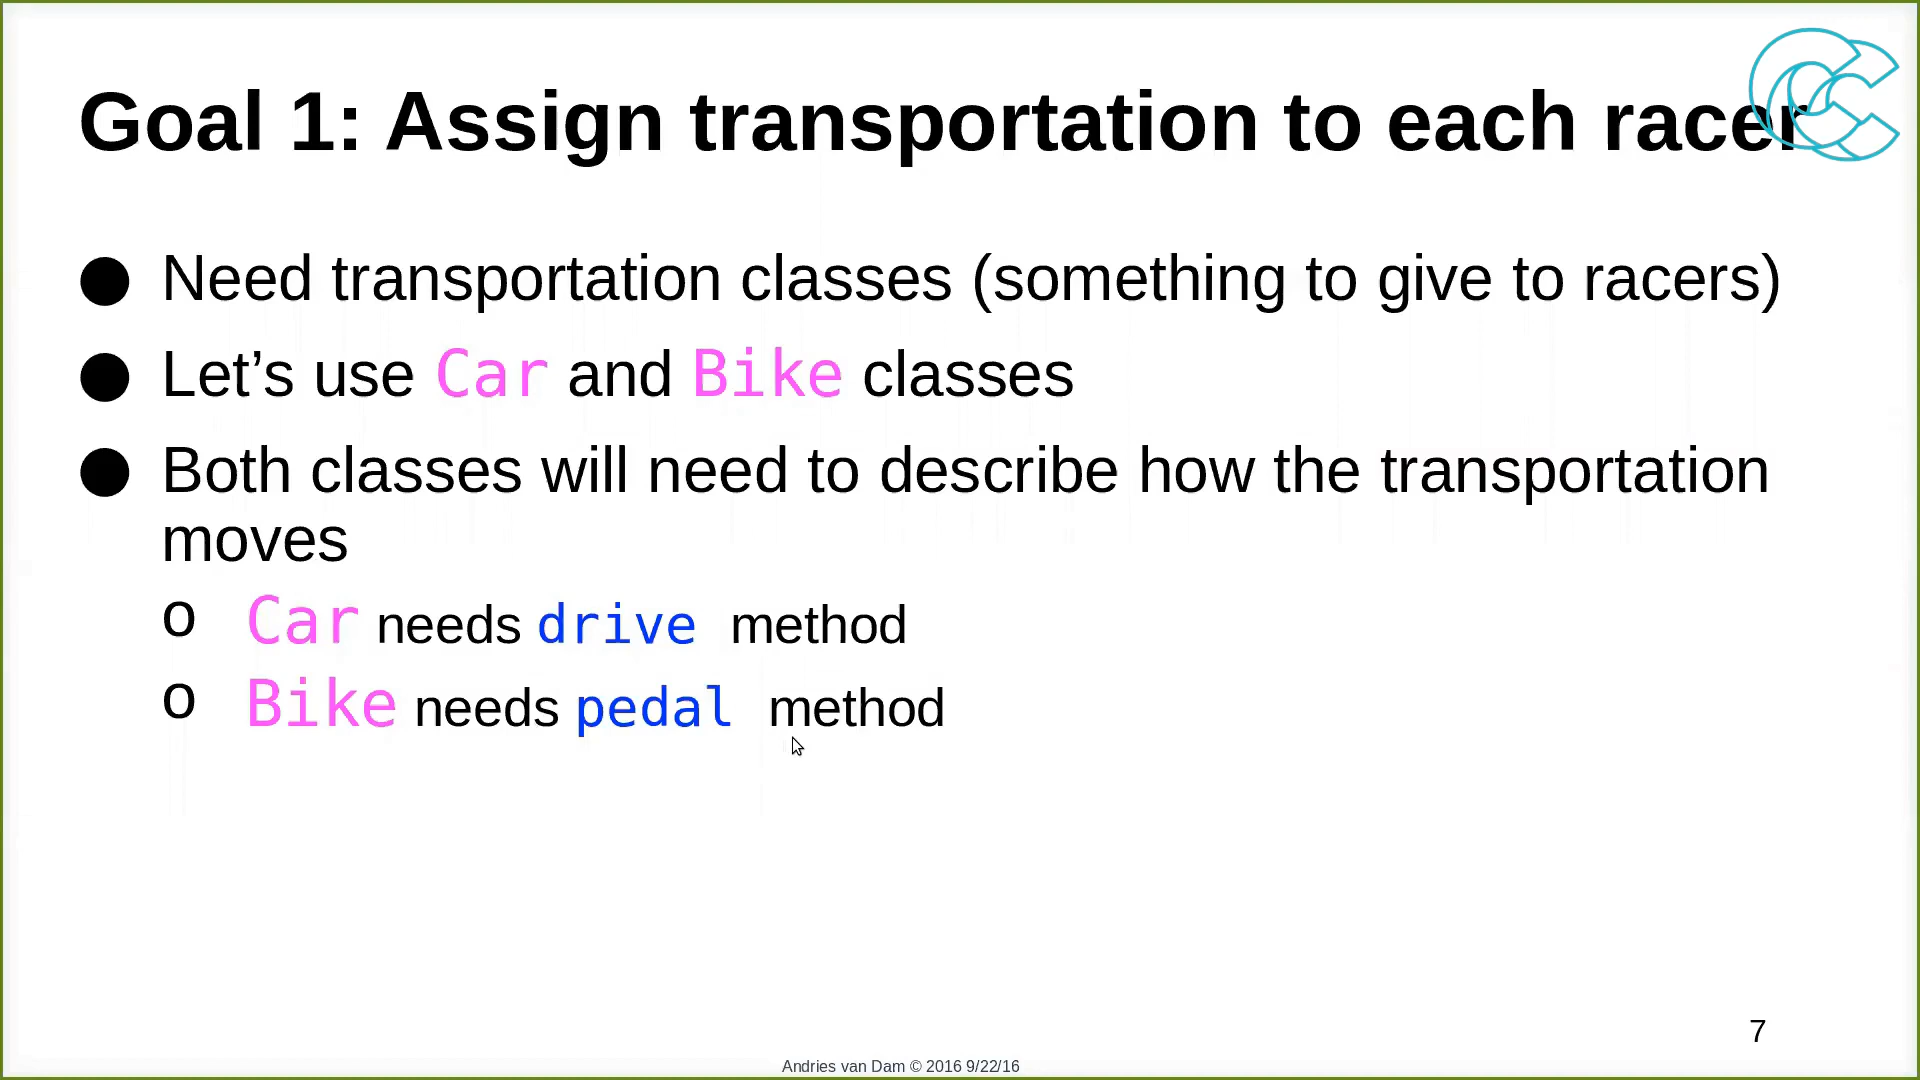 Goal 1: Assign transportation to each racer
● Need transportation classes (something to give to racers)
● Let’s use Car and Bike classes
● Both classes will need to describe how the transportation
moves
o Car needs drive method
o Bike needs pedal method
7
Andries van Dam © 2016 9/22/16